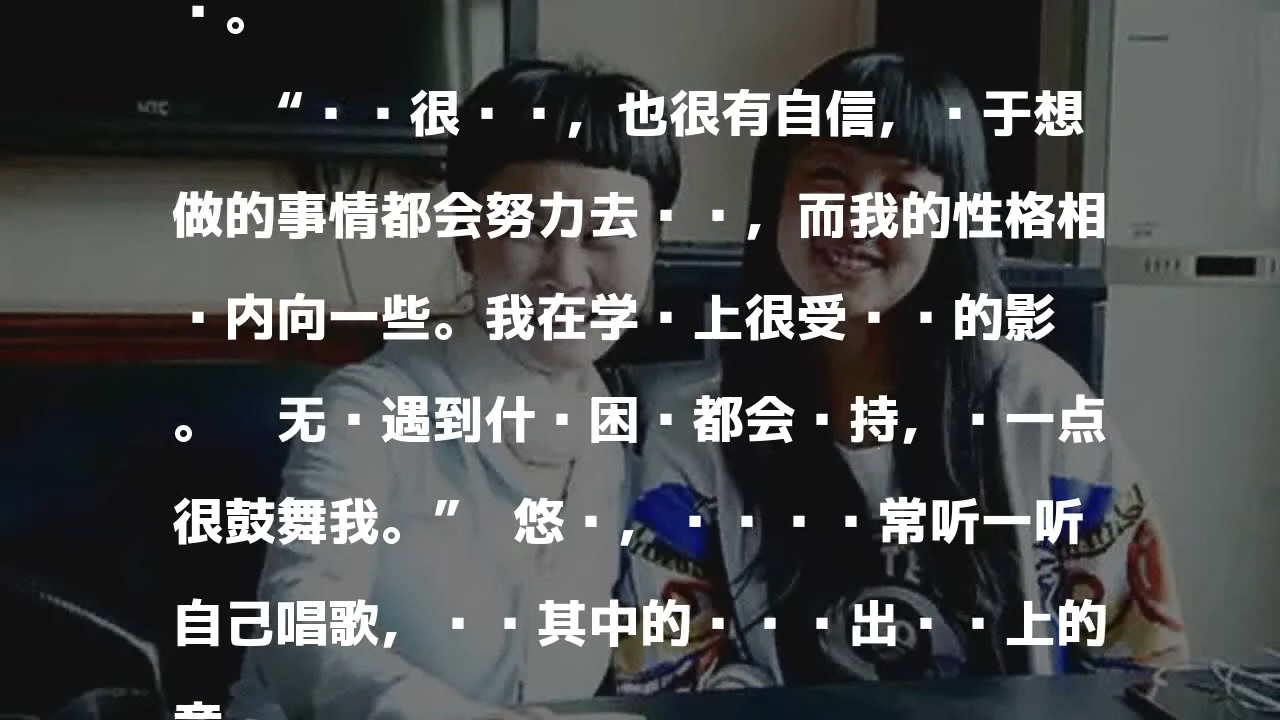 ▪。
“▪▪很▪▪，也很有自信，▪于想
做的事情都会努力去▪▪，而我的性格相
▪内向一些。我在学▪上很受▪▪的影
。 无▪遇到什▪困▪都会▪持，▪一点
很鼓舞我。” 悠▪，▪▪▪▪常听一听
自己唱歌，▪▪其中的▪▪▪出▪▪上的
意
MTC
TE